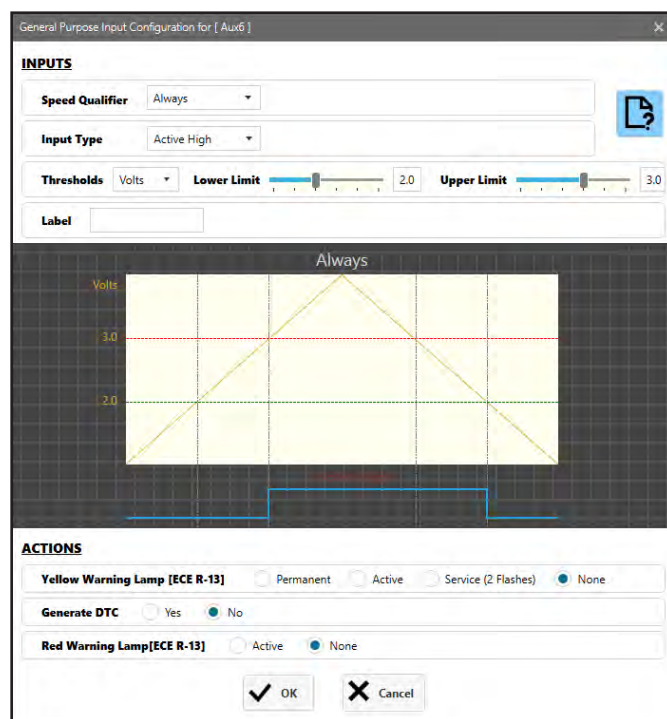 General Purpose Input Configuration for [ Aux6 ]
INPUTS
Speed Qualifier Always
Input Type Active High
Thresholds Volts Lower Limit 2.0 Upper Limit 3.0
Label
Always
Volts
3.0
2.0
ACTIONS
Yellow Warning Lamp [ECE R-13] Permanent Active Service (2 Flashes) None
Generate DTC Yes No
Red Warning Lamp[ECE R-13] Active None
OK Cancel